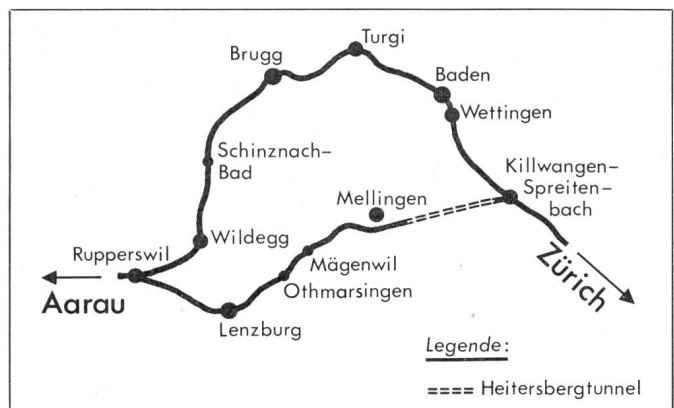 Turgi
Brugg
Baden
Wettingen
Schinznach–
Bad
Killwangen–
Spreiten–
bach
Mellingen
Wildegg
Rupperswil
Mägenwil
Othmarsingen
Aarau
Zürich
Lenzburg
Legende:
Heitersbergtunnel